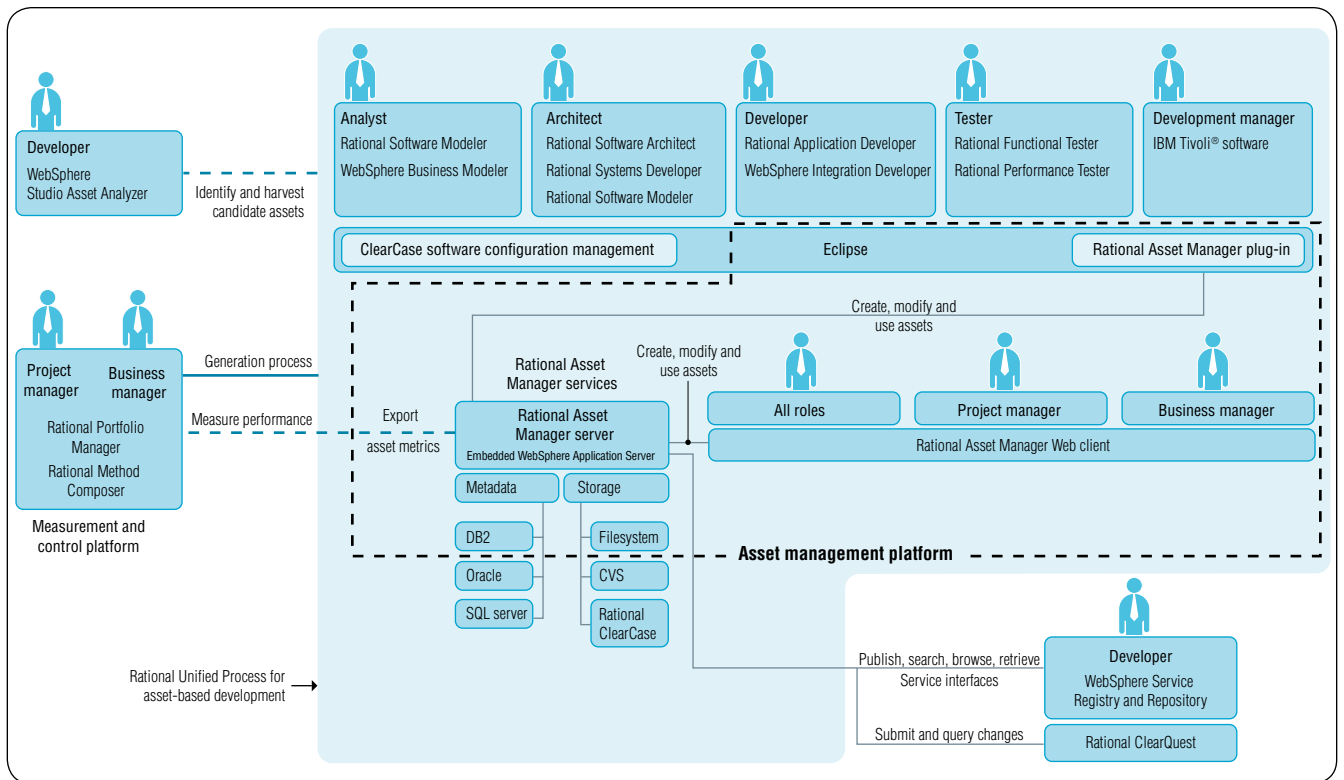 Developer
WebSphere
Studio Asset Analyzer
Identify and harvest
candidate assets
Analyst
Rational Software Modeler
WebSphere Business Modeler
Architect
Rational Software Architect
Rational Systems Developer
Rational Software Modeler
Developer
Rational Application Developer
WebSphere Integration Developer
Tester
Rational Functional Tester
Rational Performance Tester
Development manager
IBM Tivoli® software
ClearCase software configuration management
Eclipse
Rational Asset Manager plug-in
Create, modify and
use assets
Project
manager
Business
manager
Rational Portfolio
Manager
Rational Method
Composer
Measurement and
control platform
Generation process
Measure performance
Export
asset metrics
Rational Asset
Manager services
Create, modify and
use assets
Rational Asset
Manager server
Embedded WebSphere Application Server
All roles
Project manager
Business manager
Rational Asset Manager Web client
Metadata
Storage
DB2
Oracle
SQL server
Filesystem
CVS
Rational
ClearCase
Asset management platform
Rational Unified Process for
asset-based development
Publish, search, browse, retrieve
Service interfaces
Submit and query changes
Developer
WebSphere Service
Registry and Repository
Rational ClearQuest